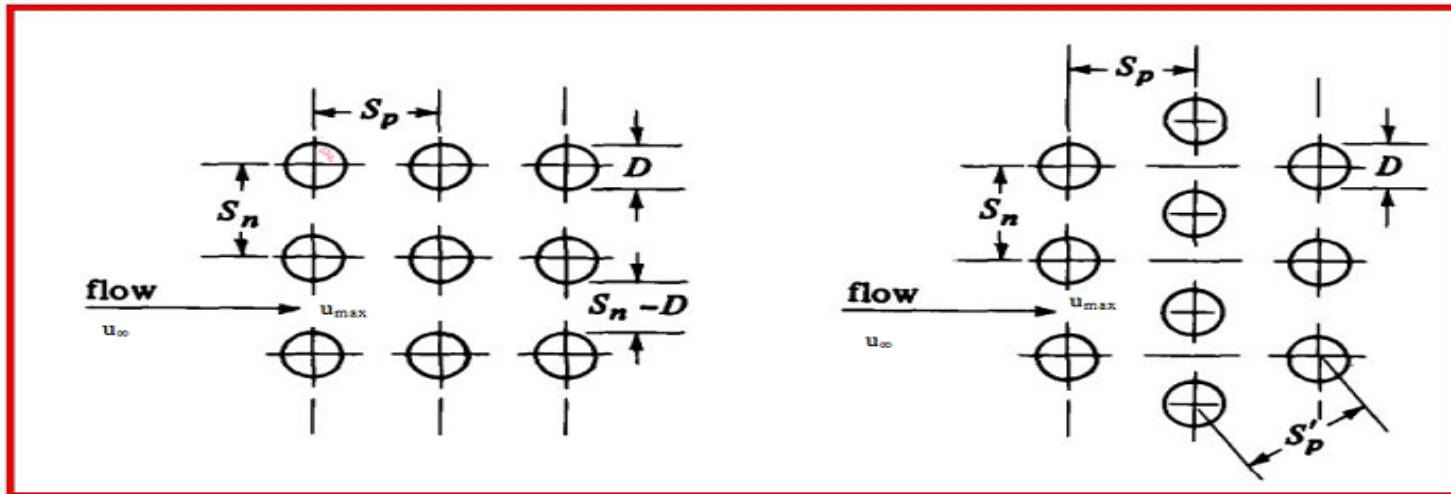 S_p
D
S_n
flow
u_max
S_n - D
u_∞
S_p
D
S_n
flow
u_max
u_∞
S'_p